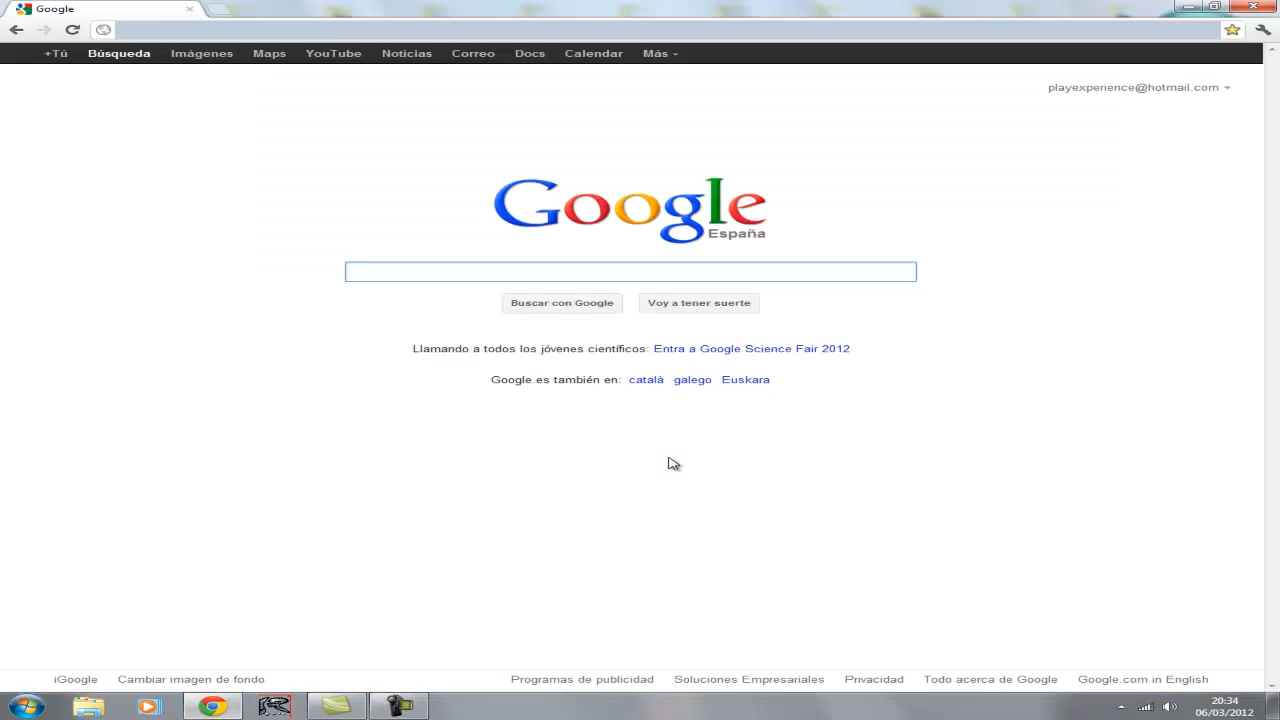 Google
+Tú Búsqueda Imágenes Maps YouTube Noticias Correo Docs Calendar Más
playexperience@hotmail.com
Google
España
Buscar con Google Voy a tener suerte
Llamando a todos los jóvenes científicos: Entra a Google Science Fair 2012
Google.es también en: català galego Euskara
iGoogle Cambiar imagen de fondo Programas de publicidad Soluciones Empresariales Privacidad Todo acerca de Google Google.com in English
20:34
06/03/2012